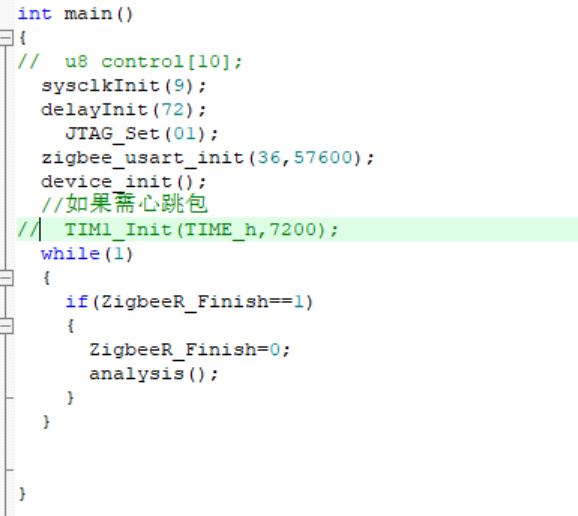 int main()
{
//  u8 control[10];
  sysclkInit(9);
  delayInit(72);
    JTAG_Set(01);
  zigbee_usart_init(36,57600);
  device_init();
  //如果需心跳包
//  TIM1_Init(TIME_h,7200);
  while(1)
  {
    if(ZigbeeR_Finish==1)
    {
      ZigbeeR_Finish=0;
      analysis();
    }
  }
}